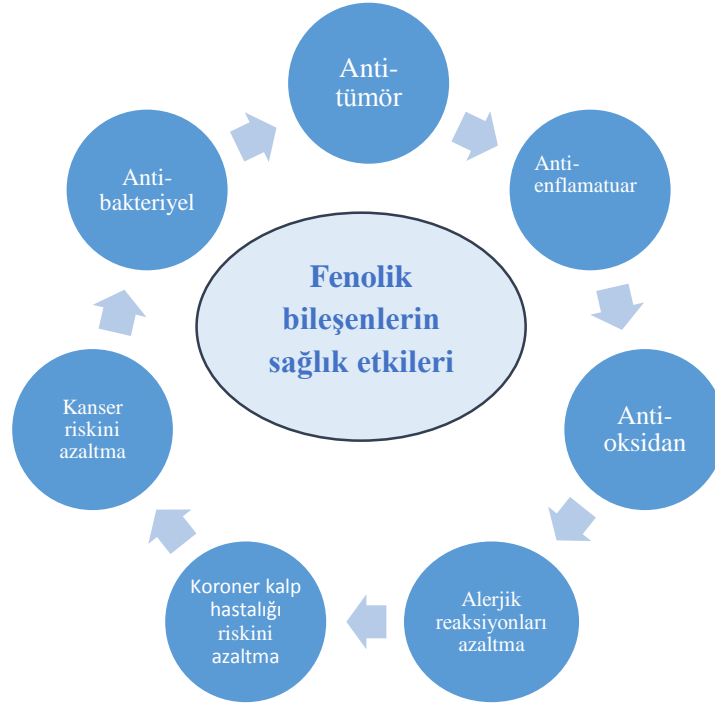 Anti-
tümör
Anti-
enflamatuar
Anti-
oksidan
Alerjik
reaksiyonları
azaltma
Koroner kalp
hastalığı
riskini
azaltma
Kanser
riskini
azaltma
Anti-
bakteriyel
Fenolik
bileşenlerin
sağlık etkileri